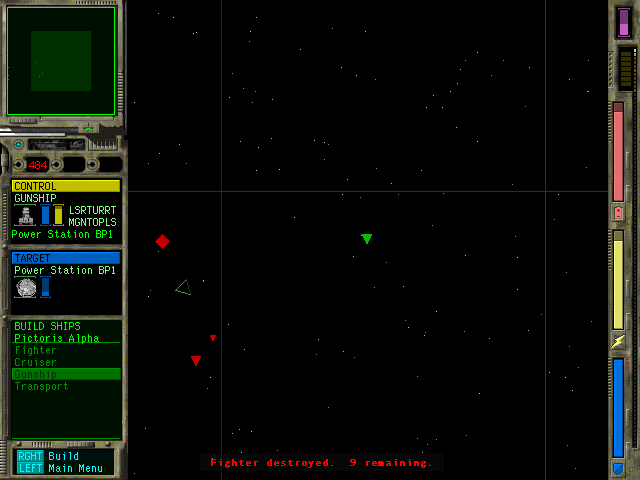 484
CONTROL
GUNSHIP
LSRTURRT
MGNTOPLS
Power Station BP1
TARGET
Power Station BP1
BUILD SHIPS
Pictoris Alpha
Fighter
Cruiser
Gunship
Transport
RGHT Build
LEFT Main Menu
Fighter destroyed. 9 remaining.